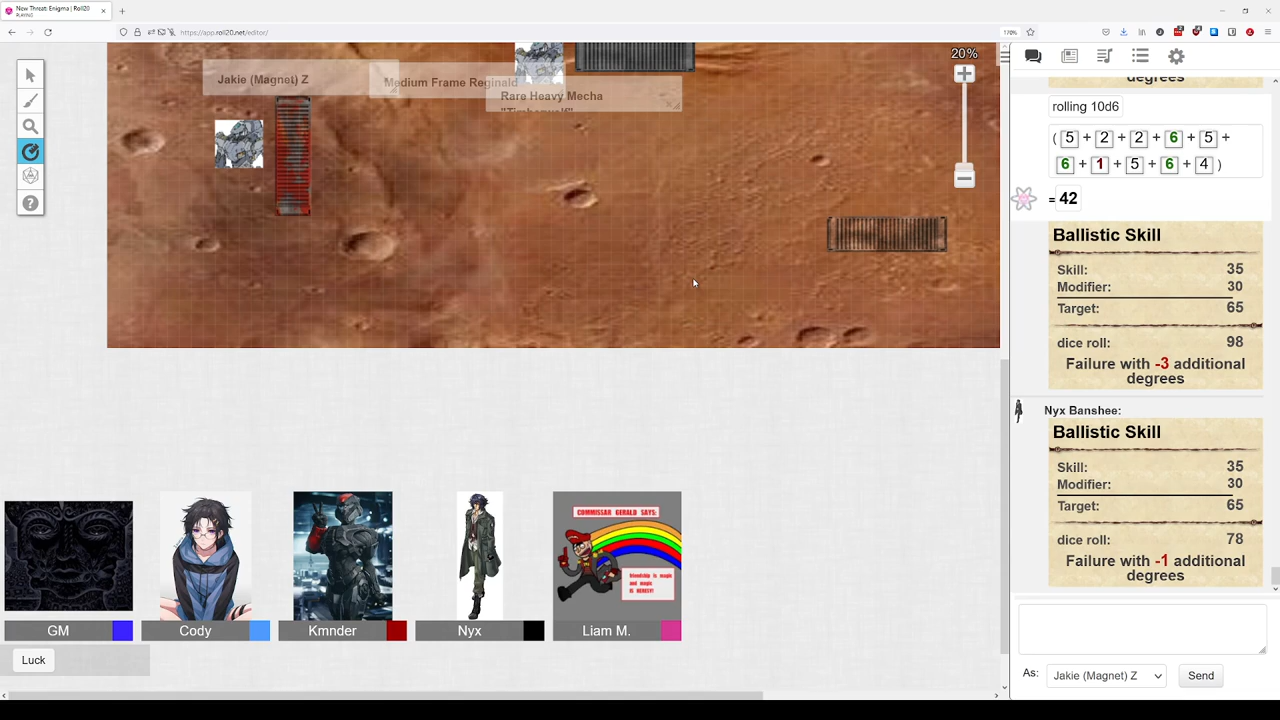 New Threat: Enigma | Roll20
PLAYING
https://app.roll20.net/editor/
170%
20%
Jakie (Magnet) Z
Medium Frame Reginald
Rare Heavy Mecha
"Timberwolf"
degrees
rolling 10d6
( 5 + 2 + 2 + 6 + 5 +
6 + 1 + 5 + 6 + 4 )
= 42
Ballistic Skill
Skill: 35
Modifier: 30
Target: 65
dice roll: 98
Failure with -3 additional
degrees
Nyx Banshee:
Ballistic Skill
Skill: 35
Modifier: 30
Target: 65
dice roll: 78
Failure with -1 additional
degrees
COMMISSAR GERALD SAYS:
friendship is magic
and magic
IS HERESY!
GM
Cody
Kmnder
Nyx
Liam M.
Luck
As: Jakie (Magnet) Z Send